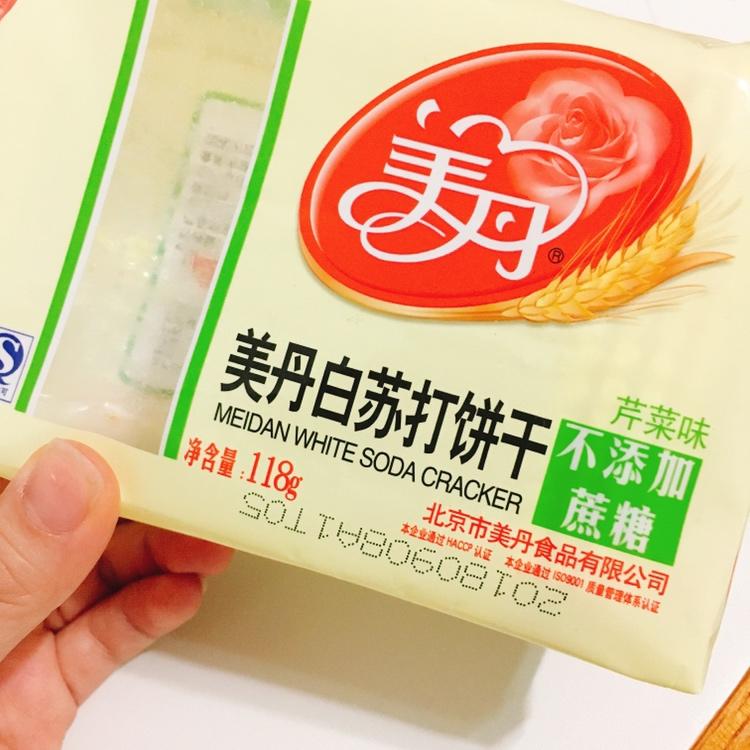 美丹®
美丹白苏打饼干
MEIDAN WHITE SODA CRACKER
芹菜味
不添加
蔗糖
净含量:118g
北京市美丹食品有限公司
本企业通过 HACCP 认证 本企业通过 ISO9001 质量管理体系认证
20180908A1T05